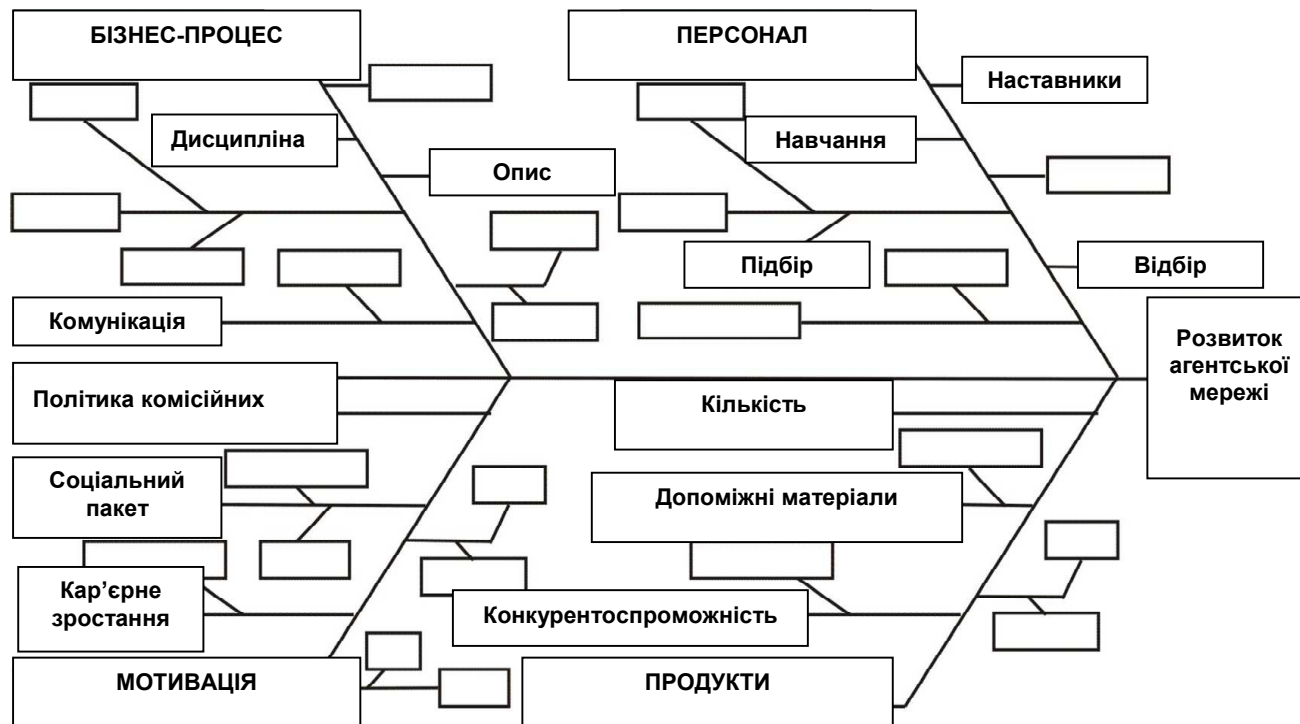 БІЗНЕС-ПРОЦЕС
ПЕРСОНАЛ
Наставники
Дисципліна
Навчання
Опис
Підбір
Відбір
Комунікація
Розвиток
агентської
мережі
Політика комісійних
Кількість
Соціальний
пакет
Допоміжні матеріали
Кар’єрне
зростання
Конкурентоспроможність
МОТИВАЦІЯ
ПРОДУКТИ